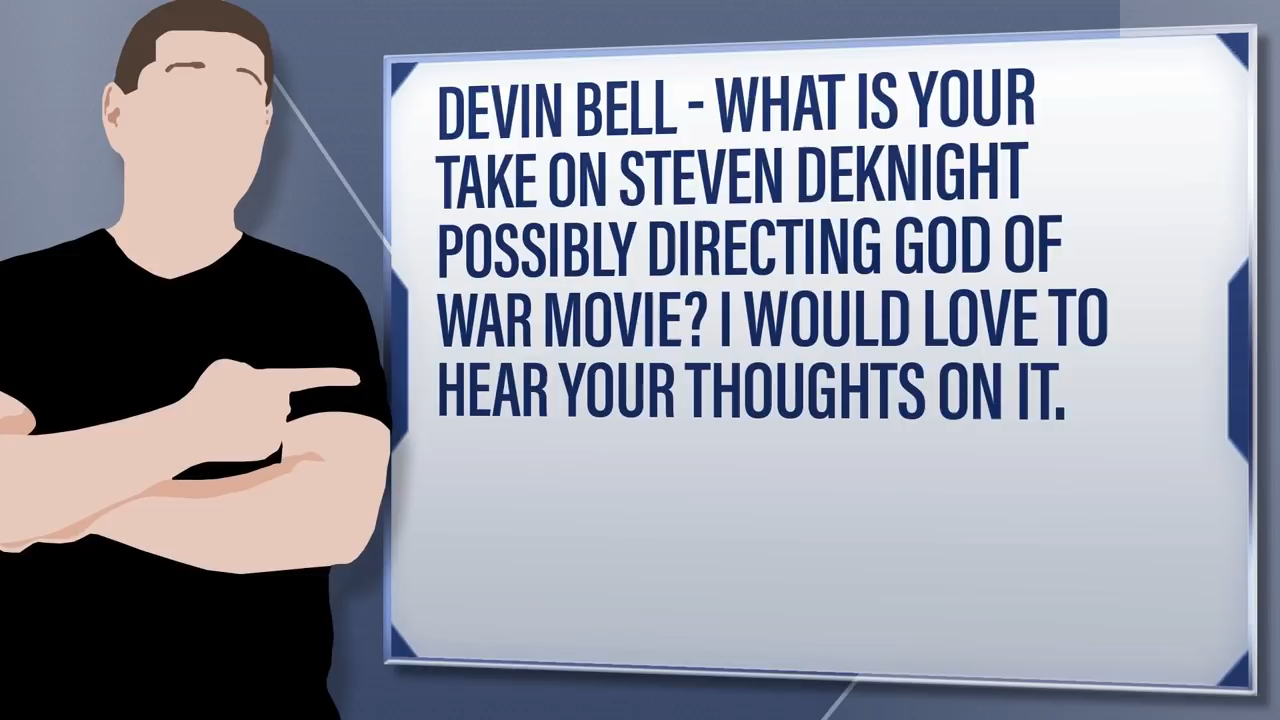 DEVIN BELL - WHAT IS YOUR
TAKE ON STEVEN DEKNIGHT
POSSIBLY DIRECTING GOD OF
WAR MOVIE? I WOULD LOVE TO
HEAR YOUR THOUGHTS ON IT.